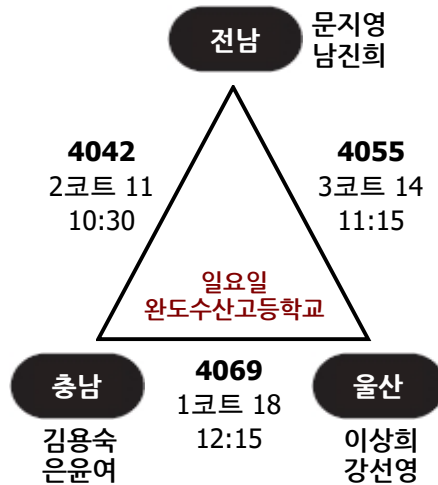 전남
문지영
남진희
4042
2코트 11
10:30
4055
3코트 14
11:15
일요일
완도수산고등학교
충남
김용숙
은윤여
4069
1코트 18
12:15
울산
이상희
강선영